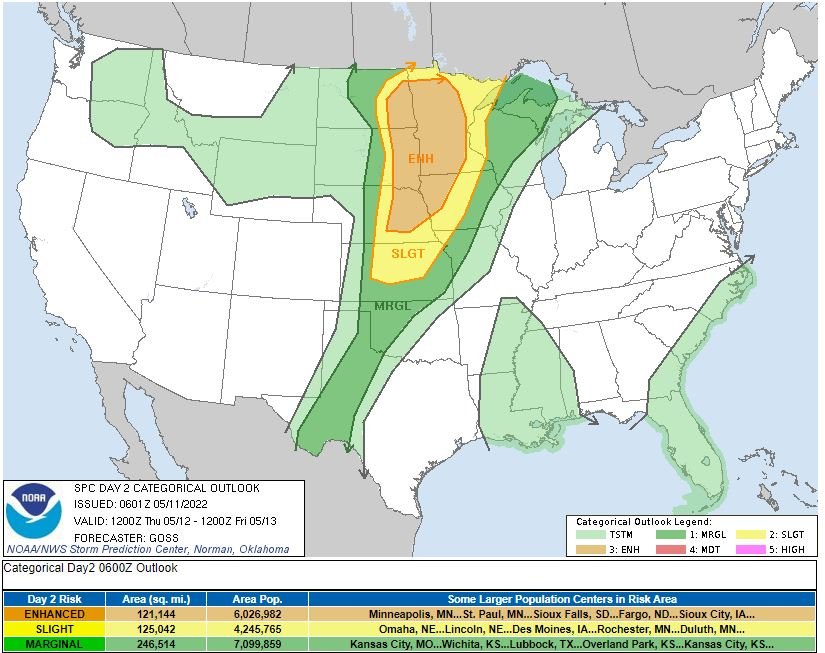 ENH
SLGT
MRGL
NOAA
SPC DAY 2 CATEGORICAL OUTLOOK
ISSUED: 0601Z 05/11/2022
VALID: 1200Z Thu 05/12 - 1200Z Fri 05/13
FORECASTER: GOSS
NOAA/NWS Storm Prediction Center, Norman, Oklahoma
Categorical Outlook Legend:
TSTM 1: MRGL 2: SLGT
3: ENH 4: MDT 5: HIGH
Categorical Day2 0600Z Outlook
Day 2 Risk Area (sq. mi.) Area Pop. Some Larger Population Centers in Risk Area
ENHANCED 121,144 6,026,982 Minneapolis, MN...St. Paul, MN...Sioux Falls, SD...Fargo, ND...Sioux City, IA...
SLIGHT 125,042 4,245,765 Omaha, NE...Lincoln, NE...Des Moines, IA...Rochester, MN...Duluth, MN...
MARGINAL 246,514 7,099,859 Kansas City, MO...Wichita, KS...Lubbock, TX...Overland Park, KS...Kansas City, KS...